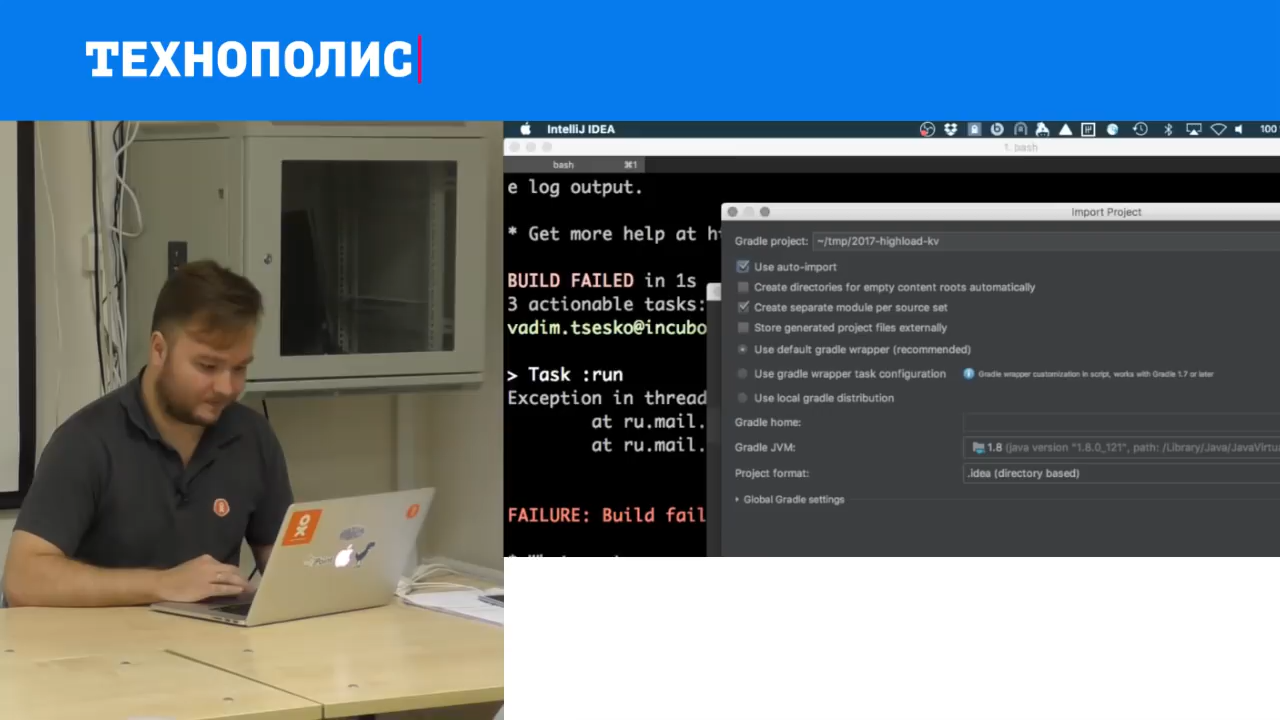 ТЕХНОПОЛИС
IntelliJ IDEA
100
1. bash
bash ⌘1
e log output.
* Get more help at ht
BUILD FAILED in 1s
3 actionable tasks:
vadim.tsesko@incubo
> Task :run
Exception in thread
at ru.mail.
at ru.mail.
FAILURE: Build fail
Import Project
Gradle project: ~/tmp/2017-highload-kv
Use auto-import
Create directories for empty content roots automatically
Create separate module per source set
Store generated project files externally
Use default gradle wrapper (recommended)
Use gradle wrapper task configuration
Gradle wrapper customization in script, works with Gradle 1.7 or later
Use local gradle distribution
Gradle home:
Gradle JVM: 1.8 (java version "1.8.0_121", path: /Library/Java/JavaVirtu
Project format: .idea (directory based)
Global Gradle settings